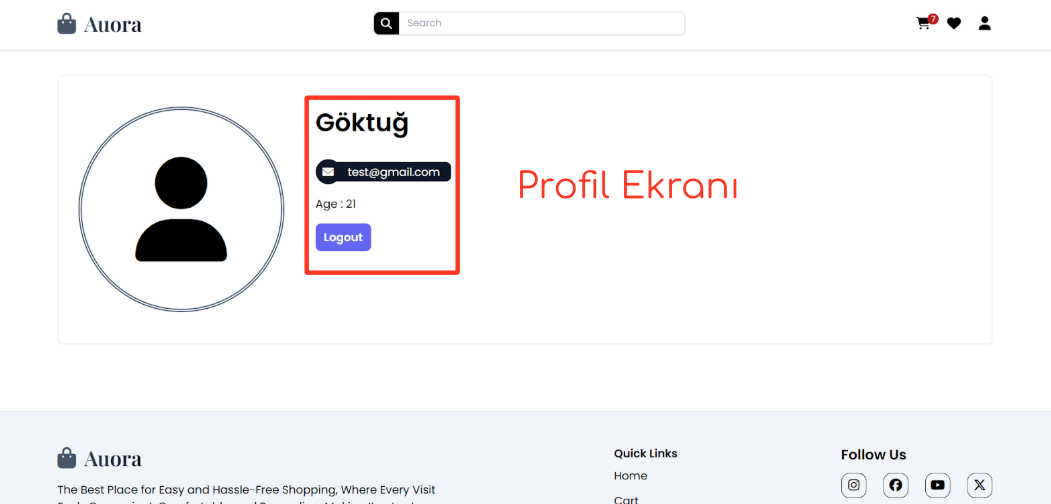 Auora
Search
7
Göktuğ
test@gmail.com
Age : 21
Logout
Profil Ekranı
Auora
The Best Place for Easy and Hassle-Free Shopping, Where Every Visit
Quick Links
Home
Cart
Follow Us